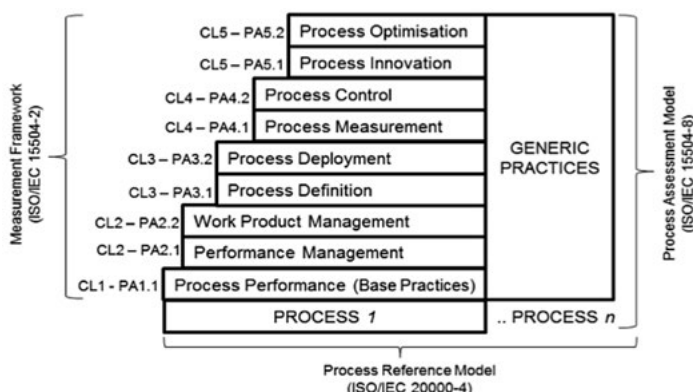 Measurement Framework
(ISO/IEC 15504-2)
CL5 – PA5.2 Process Optimisation
CL5 – PA5.1 Process Innovation
CL4 – PA4.2 Process Control
CL4 – PA4.1 Process Measurement
CL3 – PA3.2 Process Deployment
CL3 – PA3.1 Process Definition
CL2 – PA2.2 Work Product Management
CL2 – PA2.1 Performance Management
CL1 - PA1.1 Process Performance (Base Practices)
GENERIC
PRACTICES
PROCESS 1
.. PROCESS n
Process Assessment Model
(ISO/IEC 15504-8)
Process Reference Model
(ISO/IEC 20000-4)